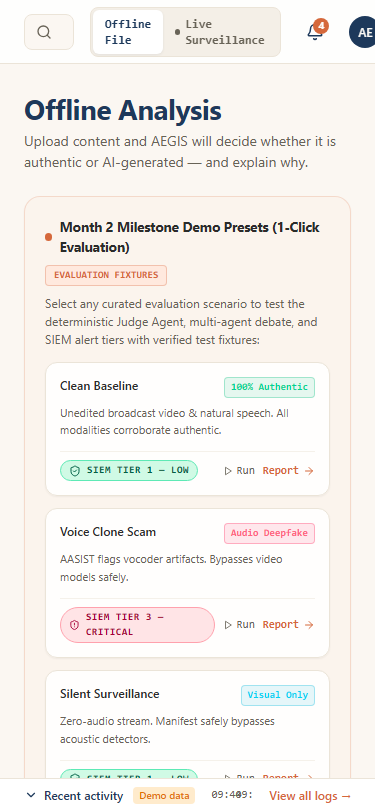 Offline
File
Live
Surveillance
4
AE
Offline Analysis
Upload content and AEGIS will decide whether it is
authentic or AI-generated — and explain why.
Month 2 Milestone Demo Presets (1-Click
Evaluation)
EVALUATION FIXTURES
Select any curated evaluation scenario to test the
deterministic Judge Agent, multi-agent debate, and
SIEM alert tiers with verified test fixtures:
Clean Baseline
100% Authentic
Unedited broadcast video & natural speech. All
modalities corroborate authentic.
SIEM TIER 1 — LOW
Run Report →
Voice Clone Scam
Audio Deepfake
AASIST flags vocoder artifacts. Bypasses video
models safely.
SIEM TIER 3 —
CRITICAL
Run Report →
Silent Surveillance
Visual Only
Zero-audio stream. Manifest safely bypasses
acoustic detectors.
Recent activity
Demo data
View all logs →